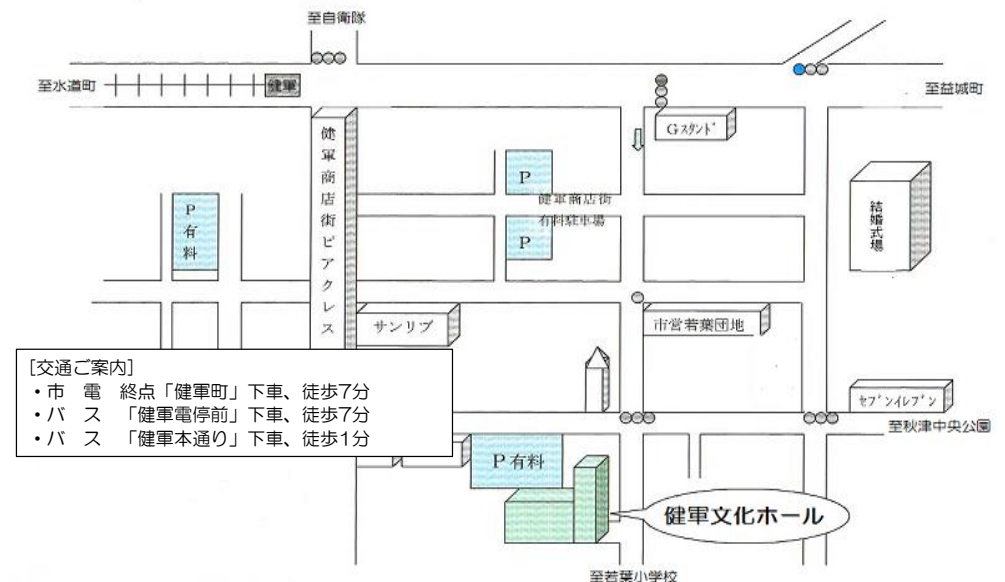 至自衛隊
至水道町
健軍
至益城町
Gスタンド
健軍商店街ピアクレス
P
健軍商店街
有料駐車場
P
P有料
結婚式場
サンリブ
市営若葉団地
[交通ご案内]
・市　電　終点「健軍町」下車、徒歩7分
・バ　ス　「健軍電停前」下車、徒歩7分
・バ　ス　「健軍本通り」下車、徒歩1分
セブンイレブン
至秋津中央公園
P有料
健軍文化ホール
至若葉小学校